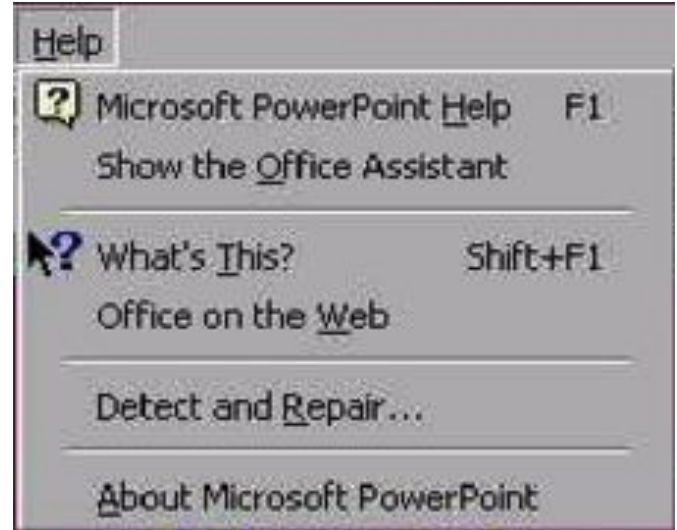 Help
Microsoft PowerPoint Help F1
Show the Office Assistant
What's This? Shift+F1
Office on the Web
Detect and Repair...
About Microsoft PowerPoint